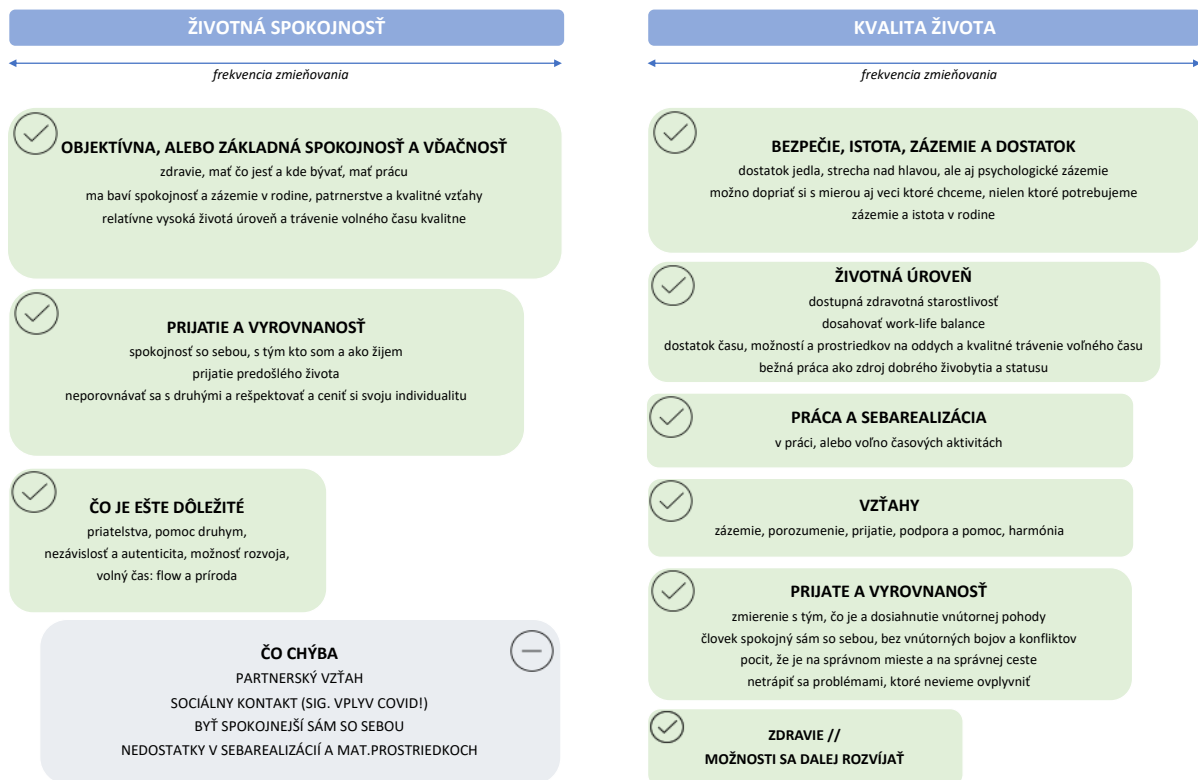 ŽIVOTNÁ SPOKOJNOSŤ
frekvencia zmieňovania
OBJEKTÍVNA, ALEBO ZÁKLADNÁ SPOKOJNOSŤ A VĎAČNOSŤ
zdravie, mať čo jesť a kde bývať, mať prácu
ma baví spokojnosť a zázemie v rodine, patrnerstve a kvalitné vzťahy
relatívne vysoká životá úroveň a trávenie volného času kvalitne
PRIJATIE A VYROVNANOSŤ
spokojnosť so sebou, s tým kto som a ako žijem
prijatie predošlého života
neporovnávať sa s druhými a rešpektovať a ceniť si svoju individualitu
ČO JE EŠTE DÔLEŽITÉ
priatelstva, pomoc druhym,
nezávislosť a autenticita, možnosť rozvoja,
volný čas: flow a príroda
ČO CHÝBA
PARTNERSKÝ VZŤAH
SOCIÁLNY KONTAKT (SIG. VPLYV COVID!)
BYŤ SPOKOJNEJŠÍ SÁM SO SEBOU
NEDOSTATKY V SEBAREALIZÁCIÍ A MAT.PROSTRIEDKOCH
KVALITA ŽIVOTA
frekvencia zmieňovania
BEZPEČIE, ISTOTA, ZÁZEMIE A DOSTATOK
dostatok jedla, strecha nad hlavou, ale aj psychologické zázemie
možno dopriať si s mierou aj veci ktoré chceme, nielen ktoré potrebujeme
zázemie a istota v rodine
ŽIVOTNÁ ÚROVEŇ
dostupná zdravotná starostlivosť
dosahovať work-life balance
dostatok času, možností a prostriedkov na oddych a kvalitné trávenie voľného času
bežná práca ako zdroj dobrého živobytia a statusu
PRÁCA A SEBAREALIZÁCIA
v práci, alebo voľno časových aktivitách
VZŤAHY
zázemie, porozumenie, prijatie, podpora a pomoc, harmónia
PRIJATE A VYROVNANOSŤ
zmierenie s tým, čo je a dosiahnutie vnútornej pohody
človek spokojný sám so sebou, bez vnútorných bojov a konfliktov
pocit, že je na správnom mieste a na správnej ceste
netrápiť sa problémami, ktoré nevieme ovplyvniť
ZDRAVIE //
MOŽNOSTI SA DALEJ ROZVÍJAŤ